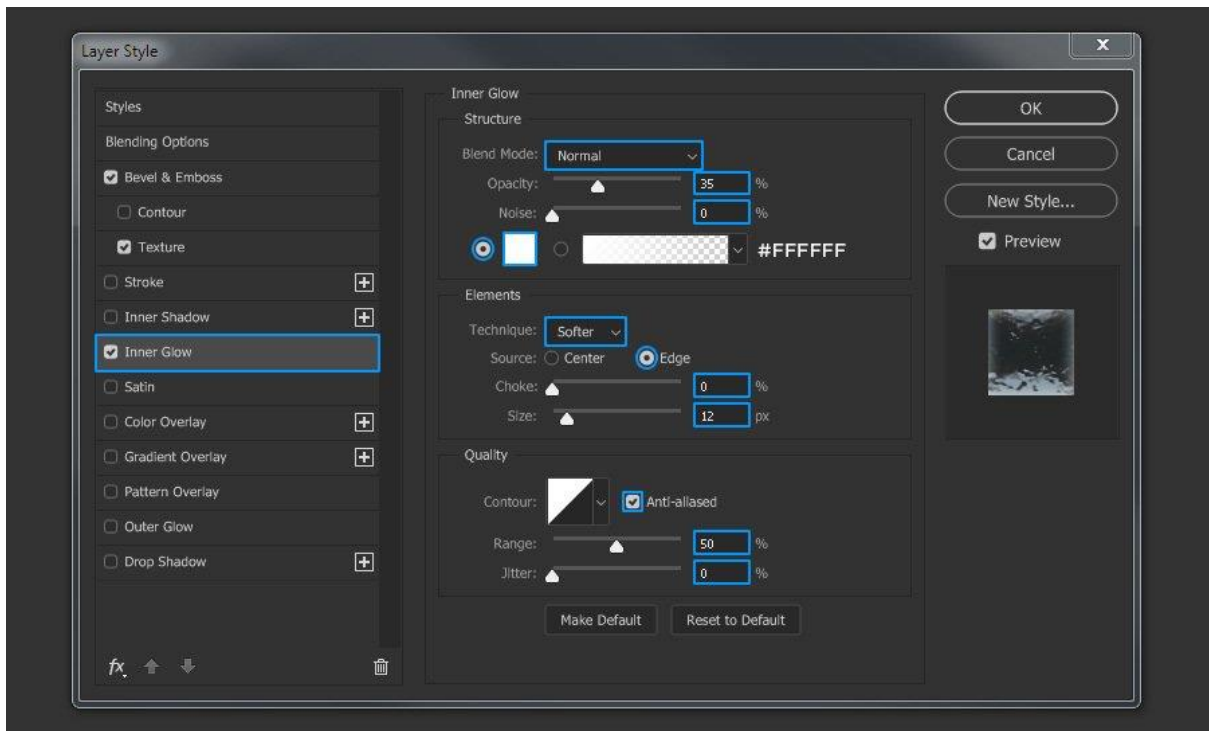 Layer Style
x
Styles
Blending Options
Bevel & Emboss
Contour
Texture
Stroke
Inner Shadow
Inner Glow
Satin
Color Overlay
Gradient Overlay
Pattern Overlay
Outer Glow
Drop Shadow
fx
Inner Glow
Structure
Blend Mode: Normal
Opacity: 35 %
Noise: 0 %
#FFFFFF
Elements
Technique: Softer
Source: Center Edge
Choke: 0 %
Size: 12 px
Quality
Contour: Anti-aliased
Range: 50 %
Jitter: 0 %
Make Default Reset to Default
OK
Cancel
New Style...
Preview